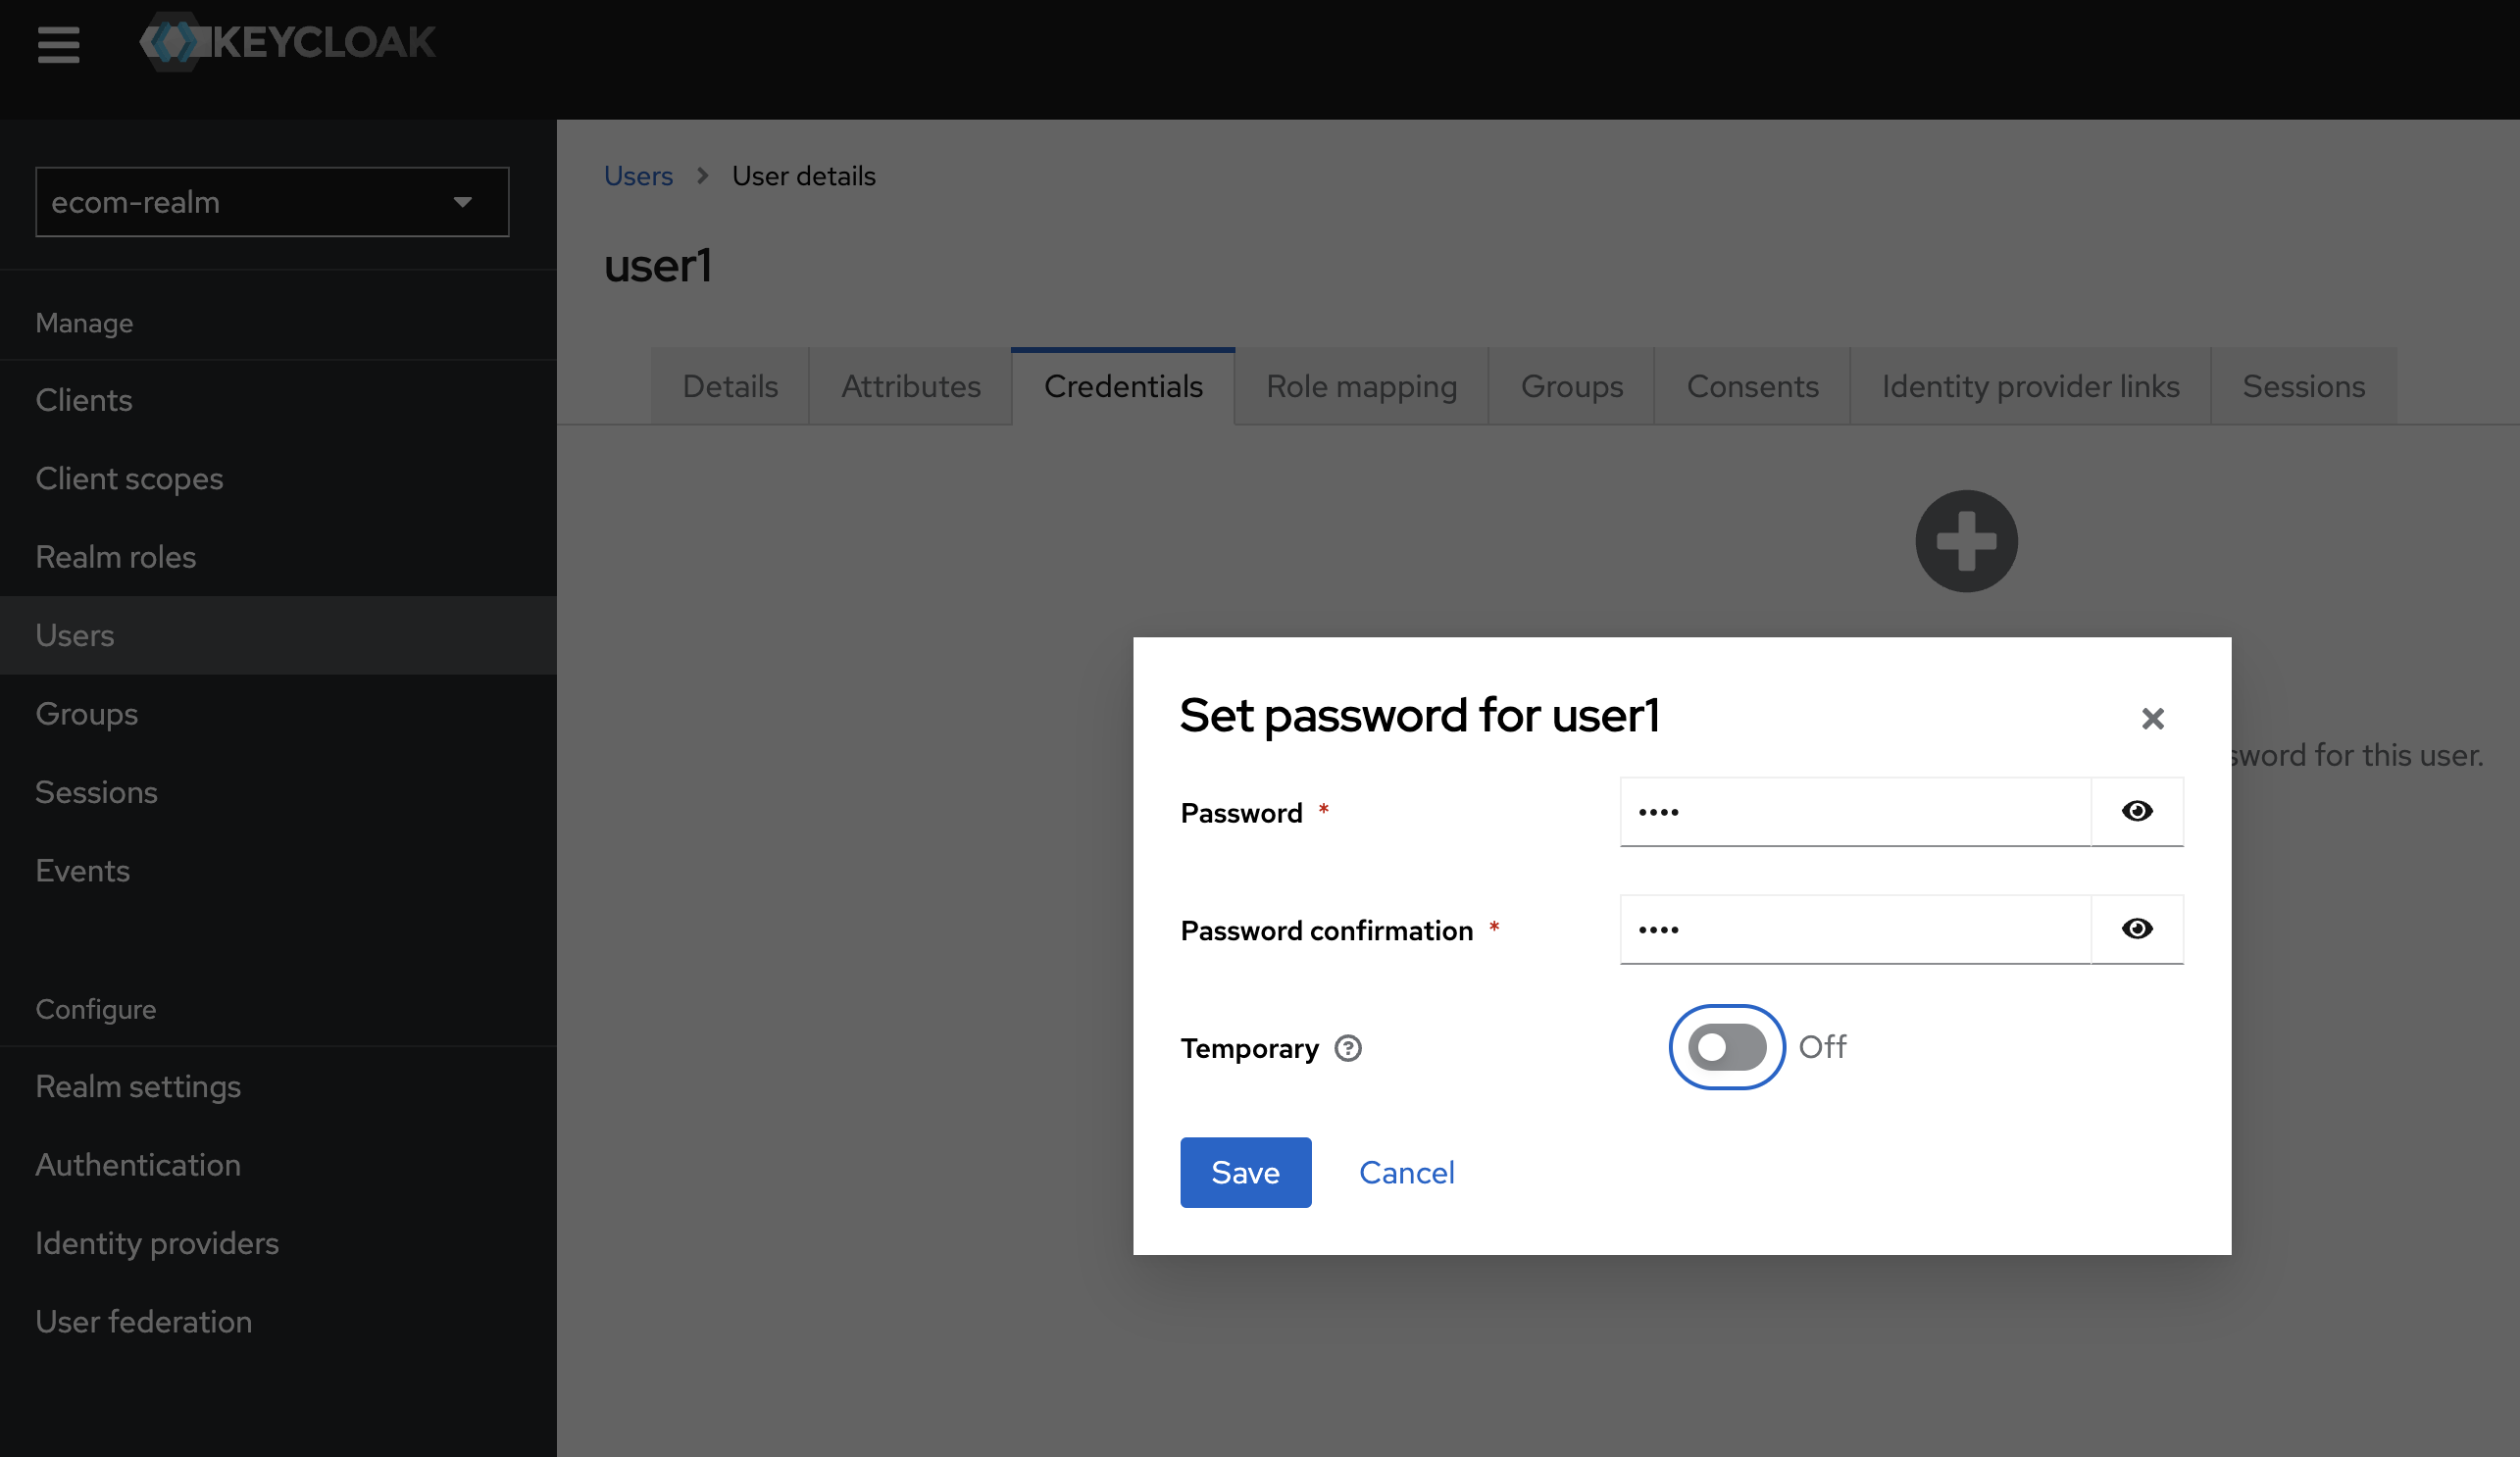 KEYCLOAK
ecom-realm
Manage
Clients
Client scopes
Realm roles
Users
Groups
Sessions
Events
Configure
Realm settings
Authentication
Identity providers
User federation
Users > User details
user1
Details Attributes Credentials Role mapping Groups Consents Identity provider links Sessions
sword for this user.
Set password for user1
Password *
••••
Password confirmation *
••••
Temporary ? Off
Save Cancel